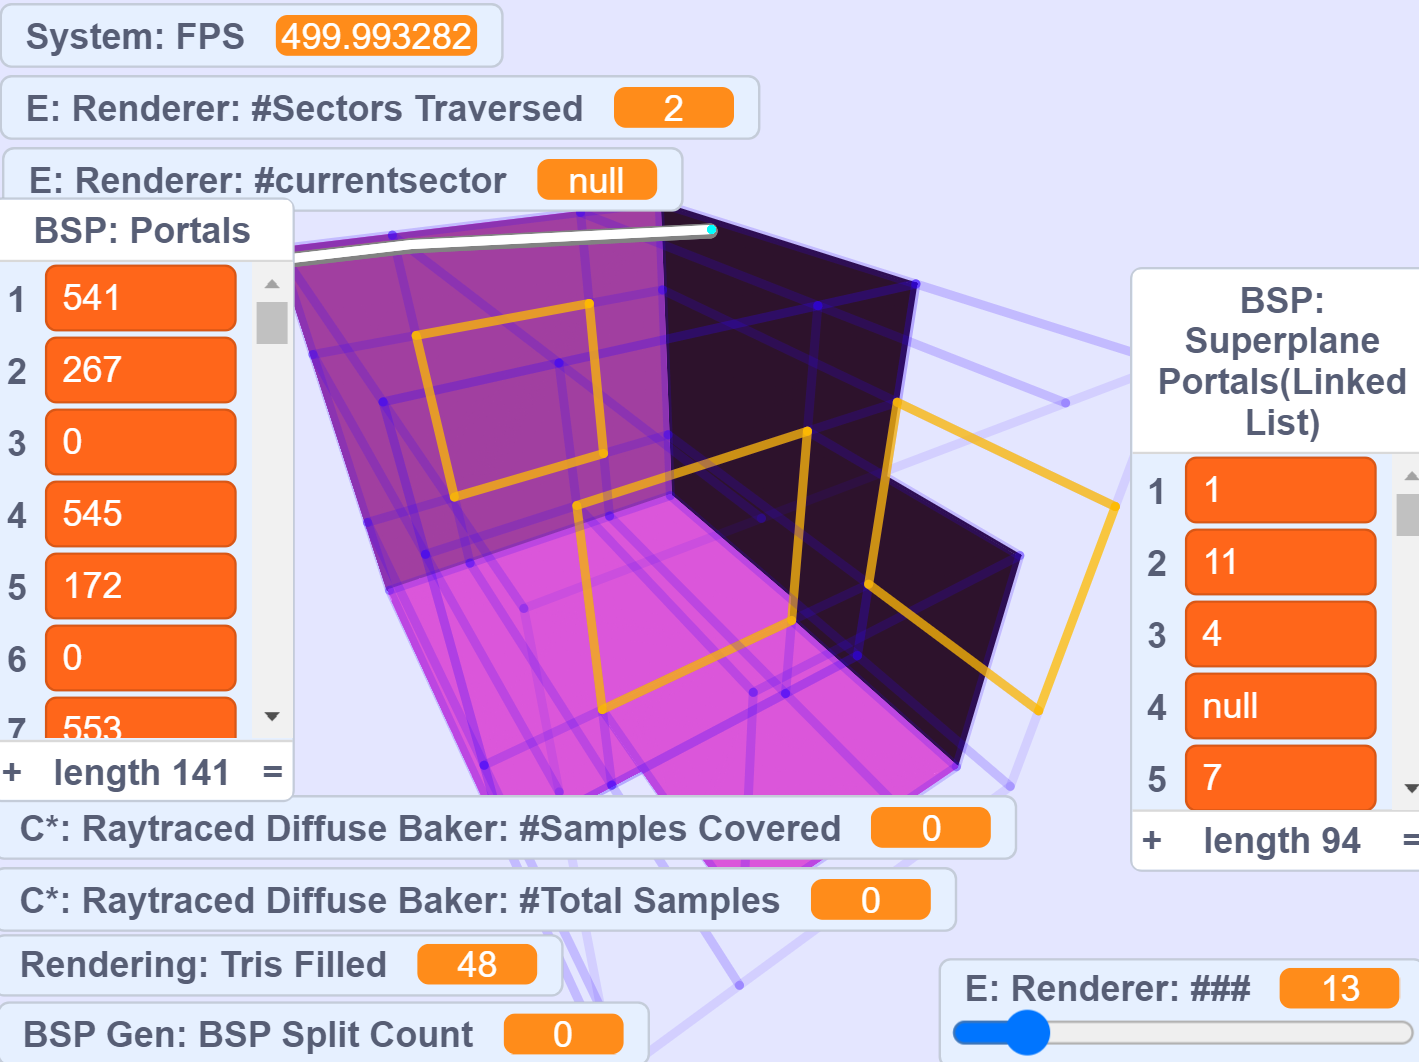 System: FPS 499.993282
E: Renderer: #Sectors Traversed 2
E: Renderer: #currentsector null
BSP: Portals
1 541
2 267
3 0
4 545
5 172
6 0
7 553
+ length 141 =
BSP:
Superplane
Portals(Linked
List)
1 1
2 11
3 4
4 null
5 7
+ length 94 =
C*: Raytraced Diffuse Baker: #Samples Covered 0
C*: Raytraced Diffuse Baker: #Total Samples 0
Rendering: Tris Filled 48
BSP Gen: BSP Split Count 0
E: Renderer: ### 13